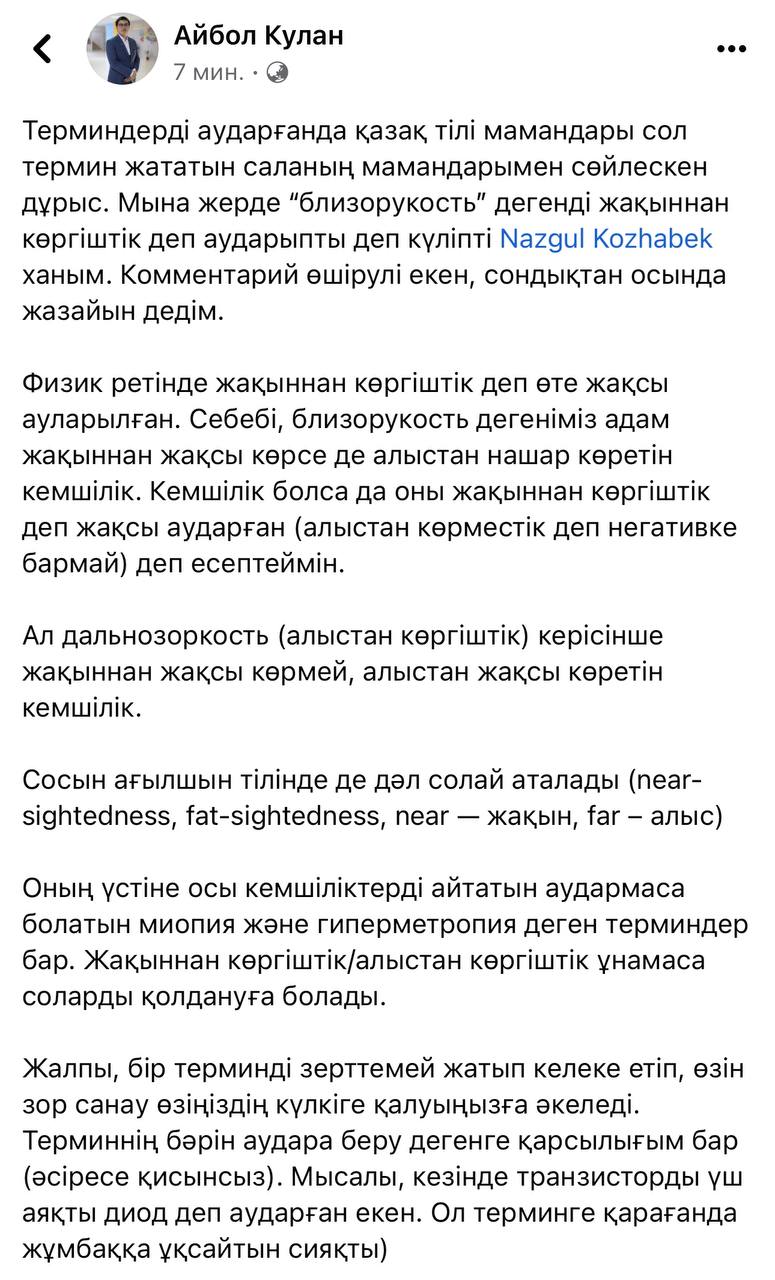 Айбол Кулан
7 мин. ·
Терминдерді аударғанда қазақ тілі мамандары сол
термин жататын саланың мамандарымен сөйлескен
дұрыс. Мына жерде “близорукость” дегенді жақыннан
көргіштік деп аударыпты деп күліпті Nazgul Kozhabek
ханым. Комментарий өшірулі екен, сондықтан осында
жазайын дедім.
Физик ретінде жақыннан көргіштік деп өте жақсы
ауларылған. Себебі, близорукость дегеніміз адам
жақыннан жақсы көрсе де алыстан нашар көретін
кемшілік. Кемшілік болса да оны жақыннан көргіштік
деп жақсы аударған (алыстан көрместік деп негативке
бармай) деп есептеймін.
Ал дальнозоркость (алыстан көргіштік) керісінше
жақыннан жақсы көрмей, алыстан жақсы көретін
кемшілік.
Сосын ағылшын тілінде де дәл солай аталады (near-
sightedness, fat-sightedness, near — жақын, far – алыс)
Оның үстіне осы кемшіліктерді айтатын аудармаса
болатын миопия және гиперметропия деген терминдер
бар. Жақыннан көргіштік/алыстан көргіштік ұнамаса
соларды қолдануға болады.
Жалпы, бір терминді зерттемей жатып келеке етіп, өзін
зор санау өзіңіздің күлкіге қалуыңызға әкеледі.
Терминнің бәрін аудара беру дегенге қарсылығым бар
(әсіресе қисынсыз). Мысалы, кезінде транзисторды үш
аяқты диод деп аударған екен. Ол терминге қарағанда
жұмбаққа ұқсайтын сияқты)